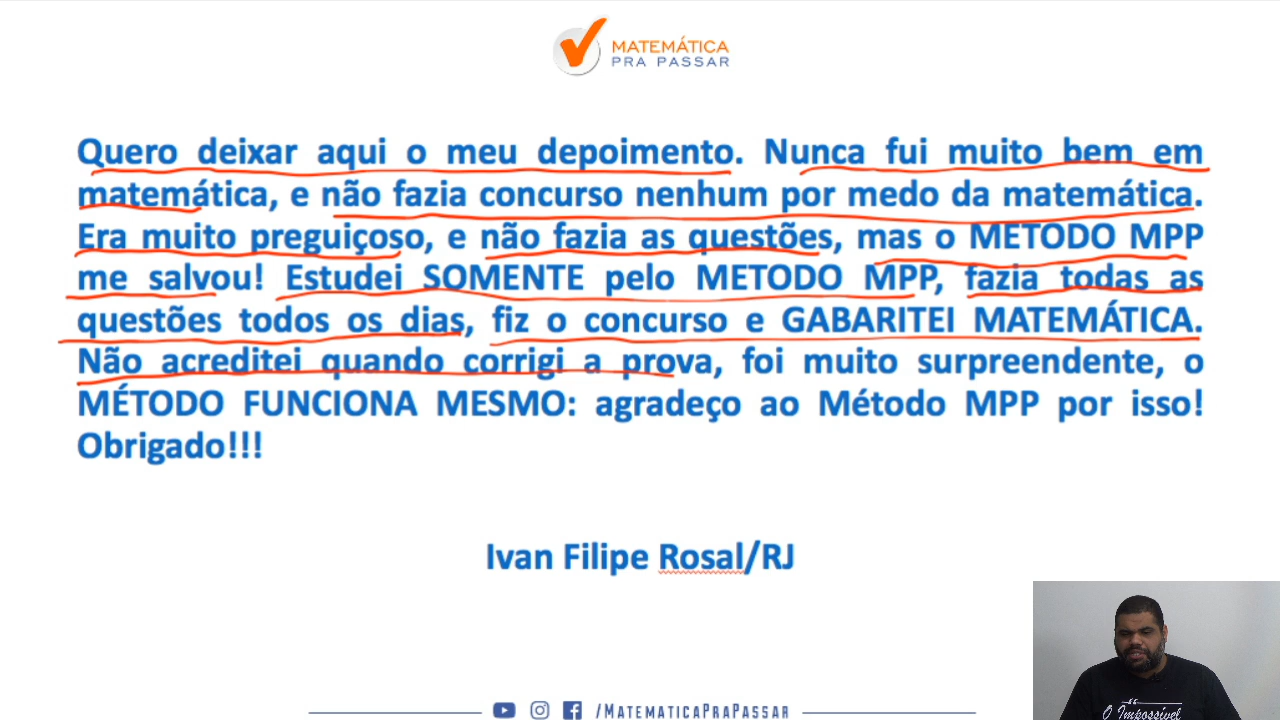 MATEMÁTICA
PRA PASSAR
Quero deixar aqui o meu depoimento. Nunca fui muito bem em
matemática, e não fazia concurso nenhum por medo da matemática.
Era muito preguiçoso, e não fazia as questões, mas o METODO MPP
me salvou! Estudei SOMENTE pelo METODO MPP, fazia todas as
questões todos os dias, fiz o concurso e GABARITEI MATEMÁTICA.
Não acreditei quando corrigi a prova, foi muito surpreendente, o
MÉTODO FUNCIONA MESMO: agradeço ao Método MPP por isso!
Obrigado!!!
Ivan Filipe Rosal/RJ
O Impossível
/MATEMATICAPRAPASSAR